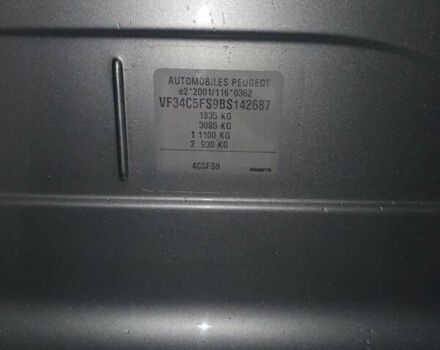 AUTOMOBILES PEUGEOT
e2*2001/116*0362
VF34C5FS9BS142687
1835 KG
3085 KG
1 1100 KG
2 930 KG
4C5FS9